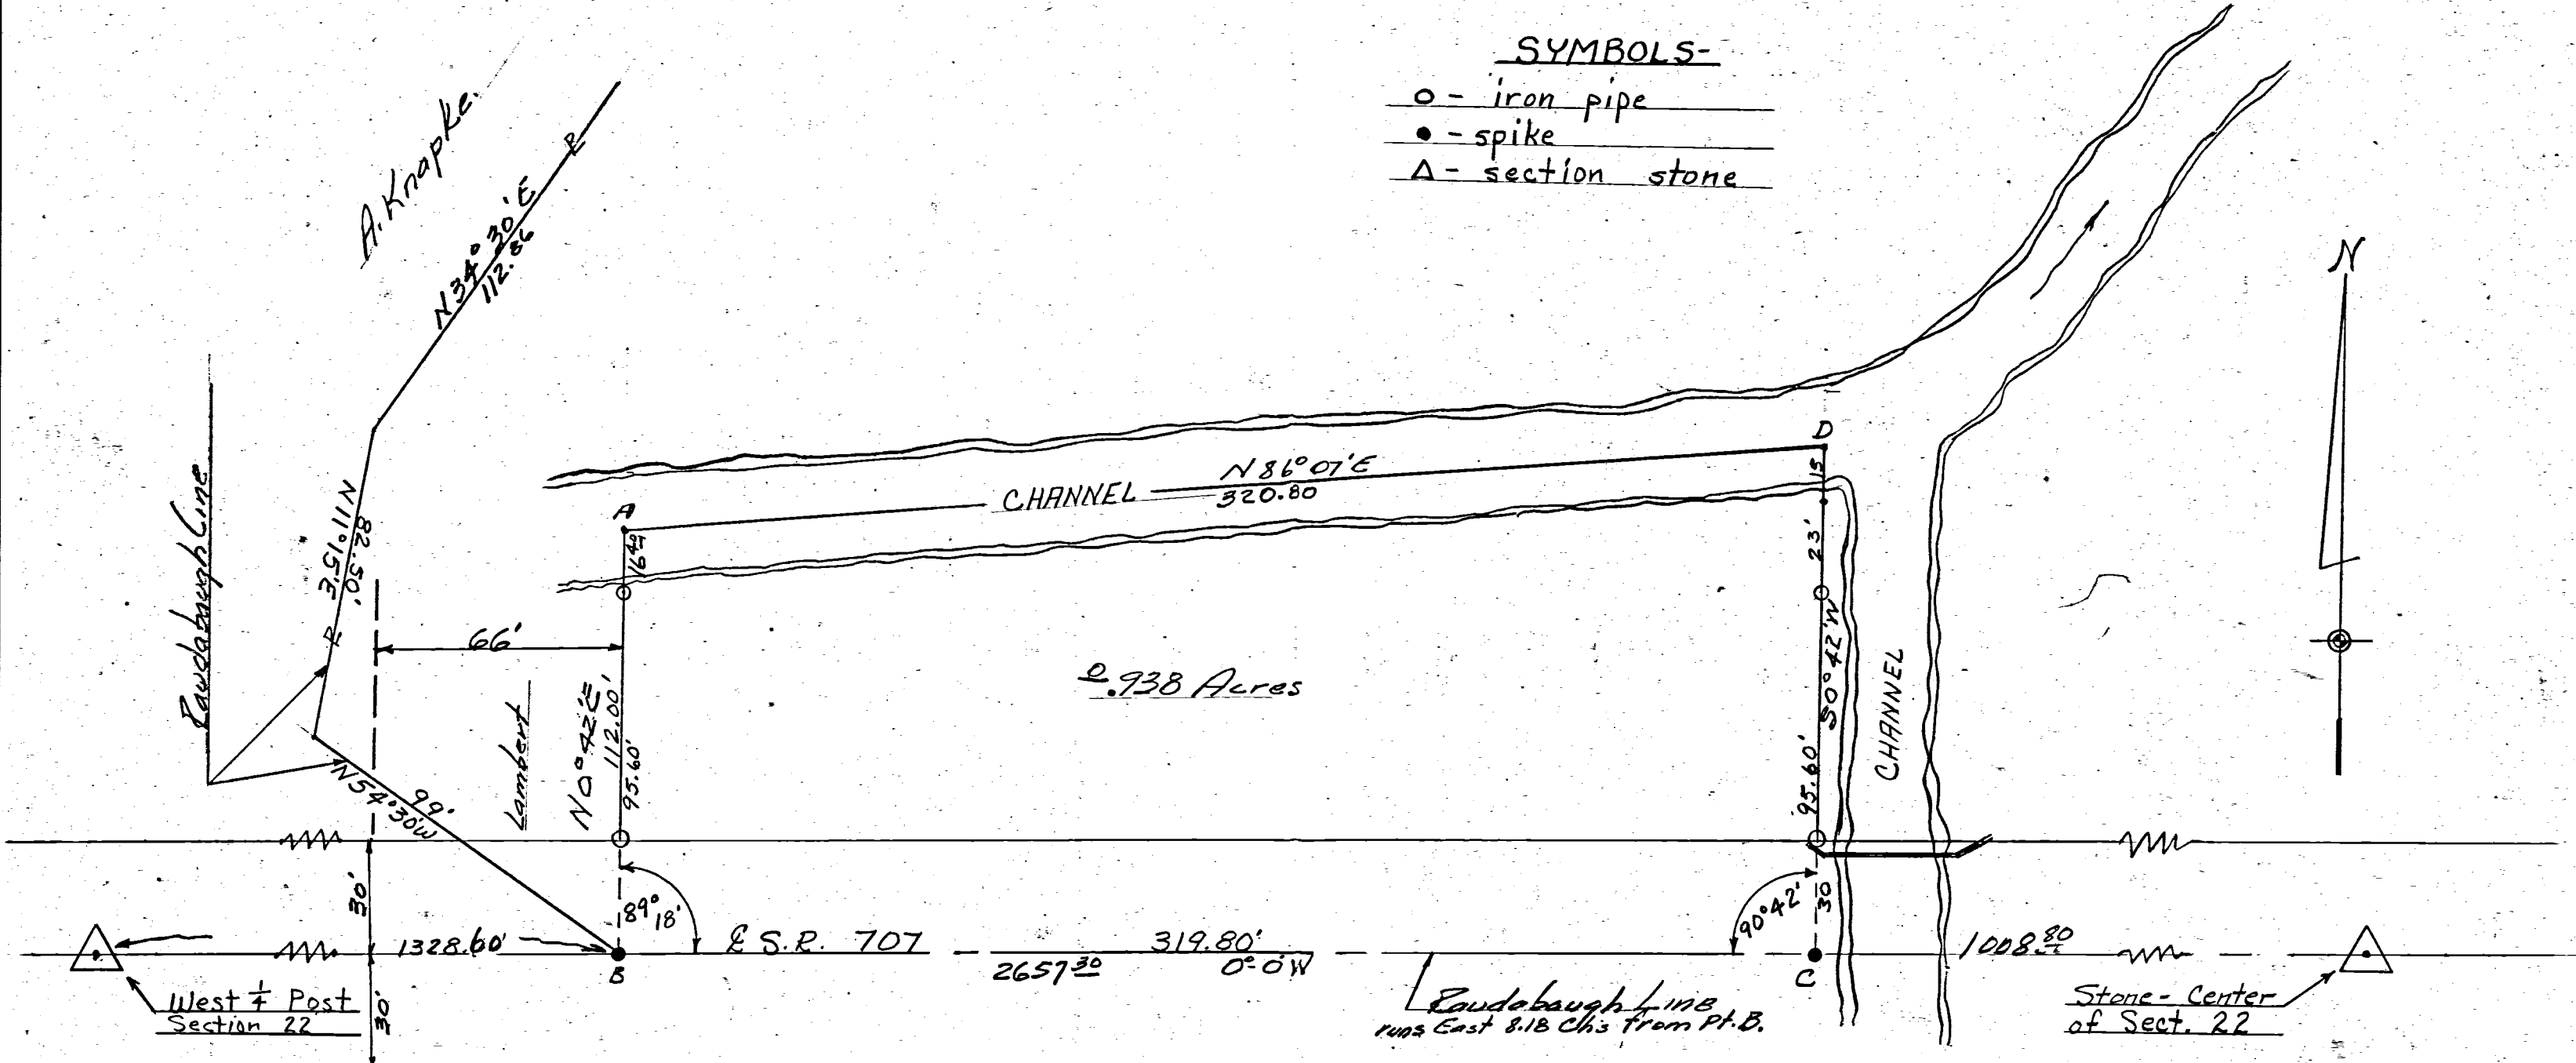 SYMBOLS-
o - iron pipe
● - spike
△ - section stone
A. Knapke.
N34°30'E
112.86
N
D
15
N 86° 07' E
CHANNEL
320.80
A
16.40
23'
N11°15'E
82.50'
66'
Raudabaugh Line
0.938 Acres
S0°42'W
CHANNEL
Lambert
N0°42'E
112.00'
95.60'
95.60'
99'
N54°30'W
30'
89°18'
90°42'
30
1328.60'
B
℄ S.R. 707
319.80'
2657.30
0°0'W
C
1008.80
West ¼ Post
Section 22
30'
Raudabaugh Line
runs East 8.18 Chs from Pt. B.
Stone - Center
of Sect. 22